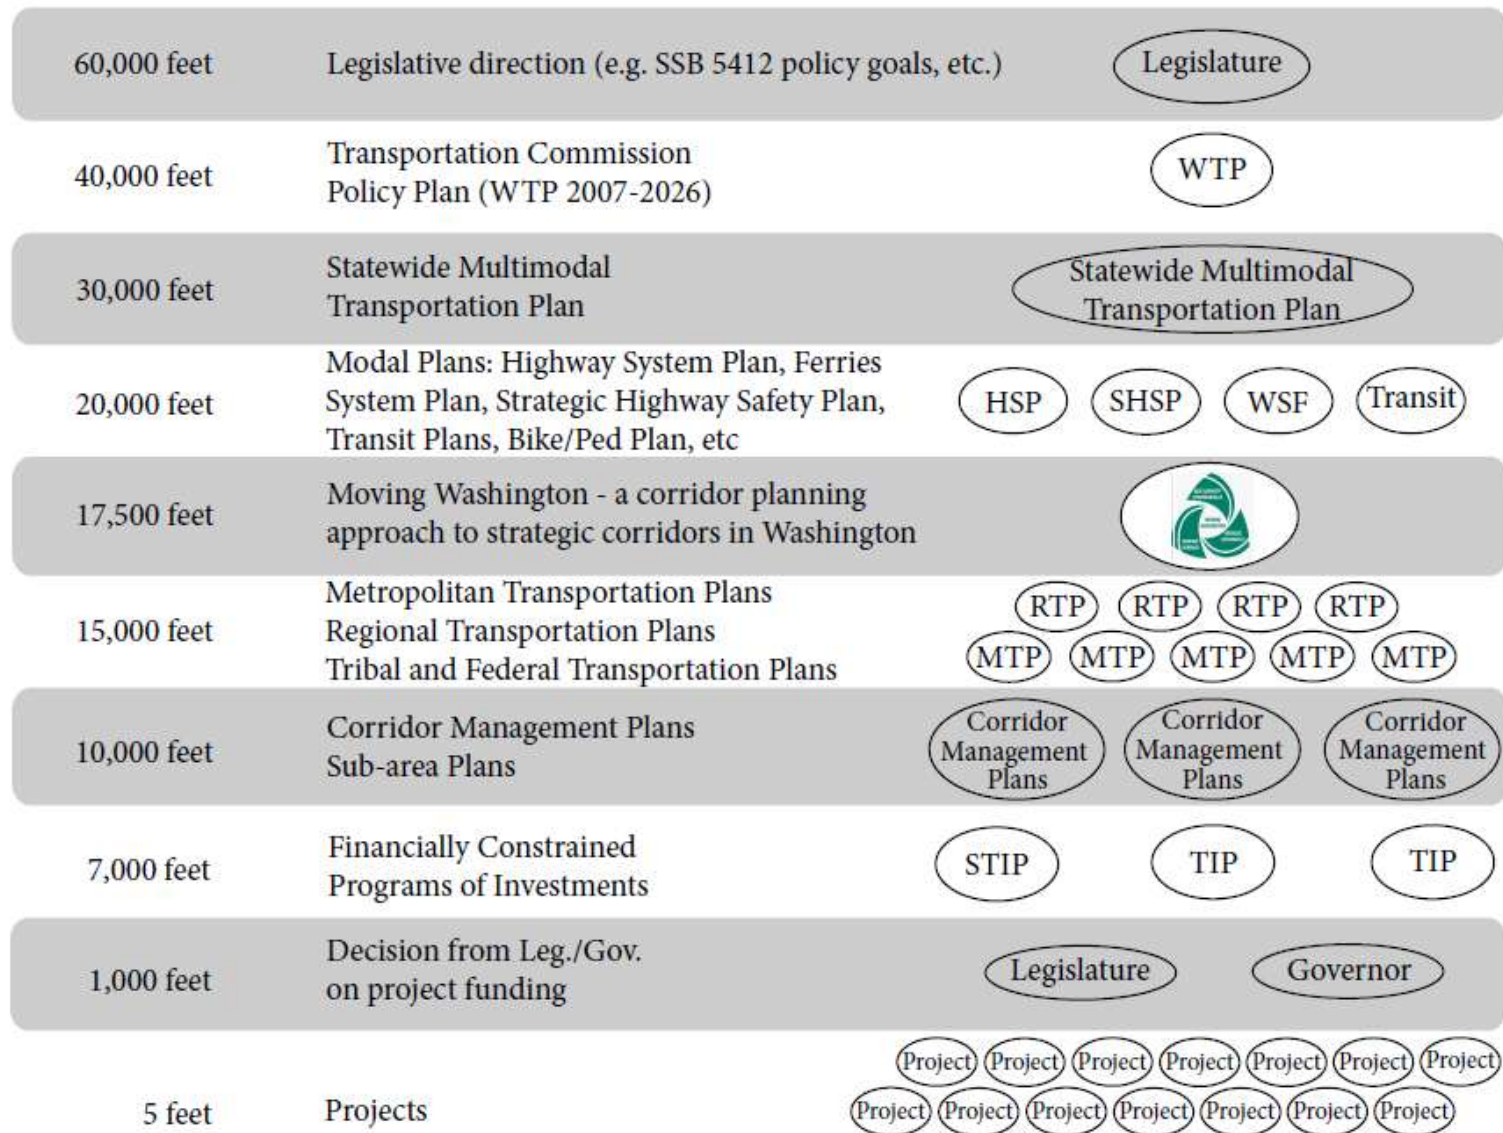 60,000 feet
Legislative direction (e.g. SSB 5412 policy goals, etc.)
Legislature
40,000 feet
Transportation Commission
Policy Plan (WTP 2007-2026)
WTP
30,000 feet
Statewide Multimodal
Transportation Plan
Statewide Multimodal
Transportation Plan
20,000 feet
Modal Plans: Highway System Plan, Ferries
System Plan, Strategic Highway Safety Plan,
Transit Plans, Bike/Ped Plan, etc
HSP SHSP WSF Transit
17,500 feet
Moving Washington - a corridor planning
approach to strategic corridors in Washington
15,000 feet
Metropolitan Transportation Plans
Regional Transportation Plans
Tribal and Federal Transportation Plans
RTP RTP RTP RTP
MTP MTP MTP MTP MTP
10,000 feet
Corridor Management Plans
Sub-area Plans
Corridor
Management
Plans
Corridor
Management
Plans
Corridor
Management
Plans
7,000 feet
Financially Constrained
Programs of Investments
STIP TIP TIP
1,000 feet
Decision from Leg./Gov.
on project funding
Legislature Governor
5 feet
Projects
Project Project Project Project Project Project Project
Project Project Project Project Project Project Project